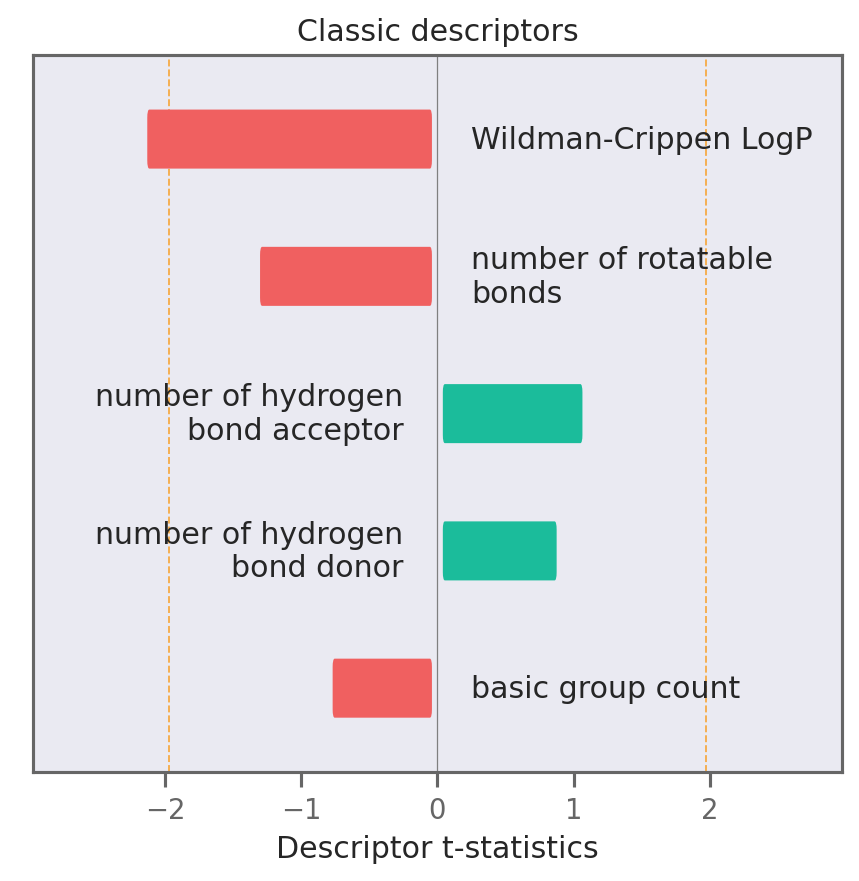 Classic descriptors
Wildman-Crippen LogP
number of rotatable
bonds
number of hydrogen
bond acceptor
number of hydrogen
bond donor
basic group count
−2
−1
0
1
2
Descriptor t-statistics